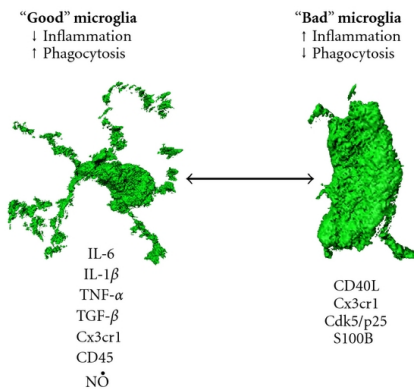 “Good” microglia
↓ Inflammation
↑ Phagocytosis
“Bad” microglia
↑ Inflammation
↓ Phagocytosis
IL-6
IL-1β
TNF-α
TGF-β
Cx3cr1
CD45
NȮ
CD40L
Cx3cr1
Cdk5/p25
S100B